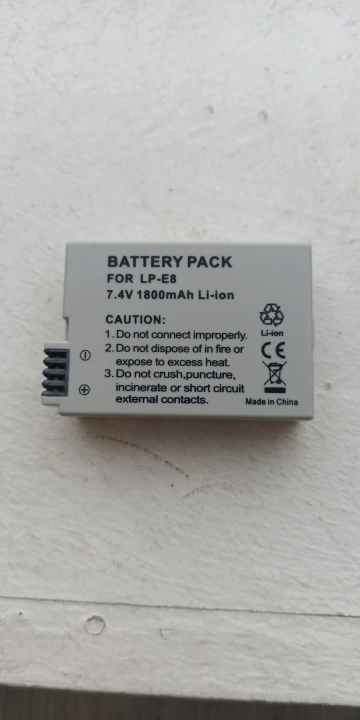 BATTERY PACK
FOR LP-E8
7.4V 1800mAh Li-ion
CAUTION:
1. Do not connect improperly.
2. Do not dispose of in fire or
expose to excess heat.
3. Do not crush,puncture,
incinerate or short circuit
external contacts.
Li-ion
CE
Made in China